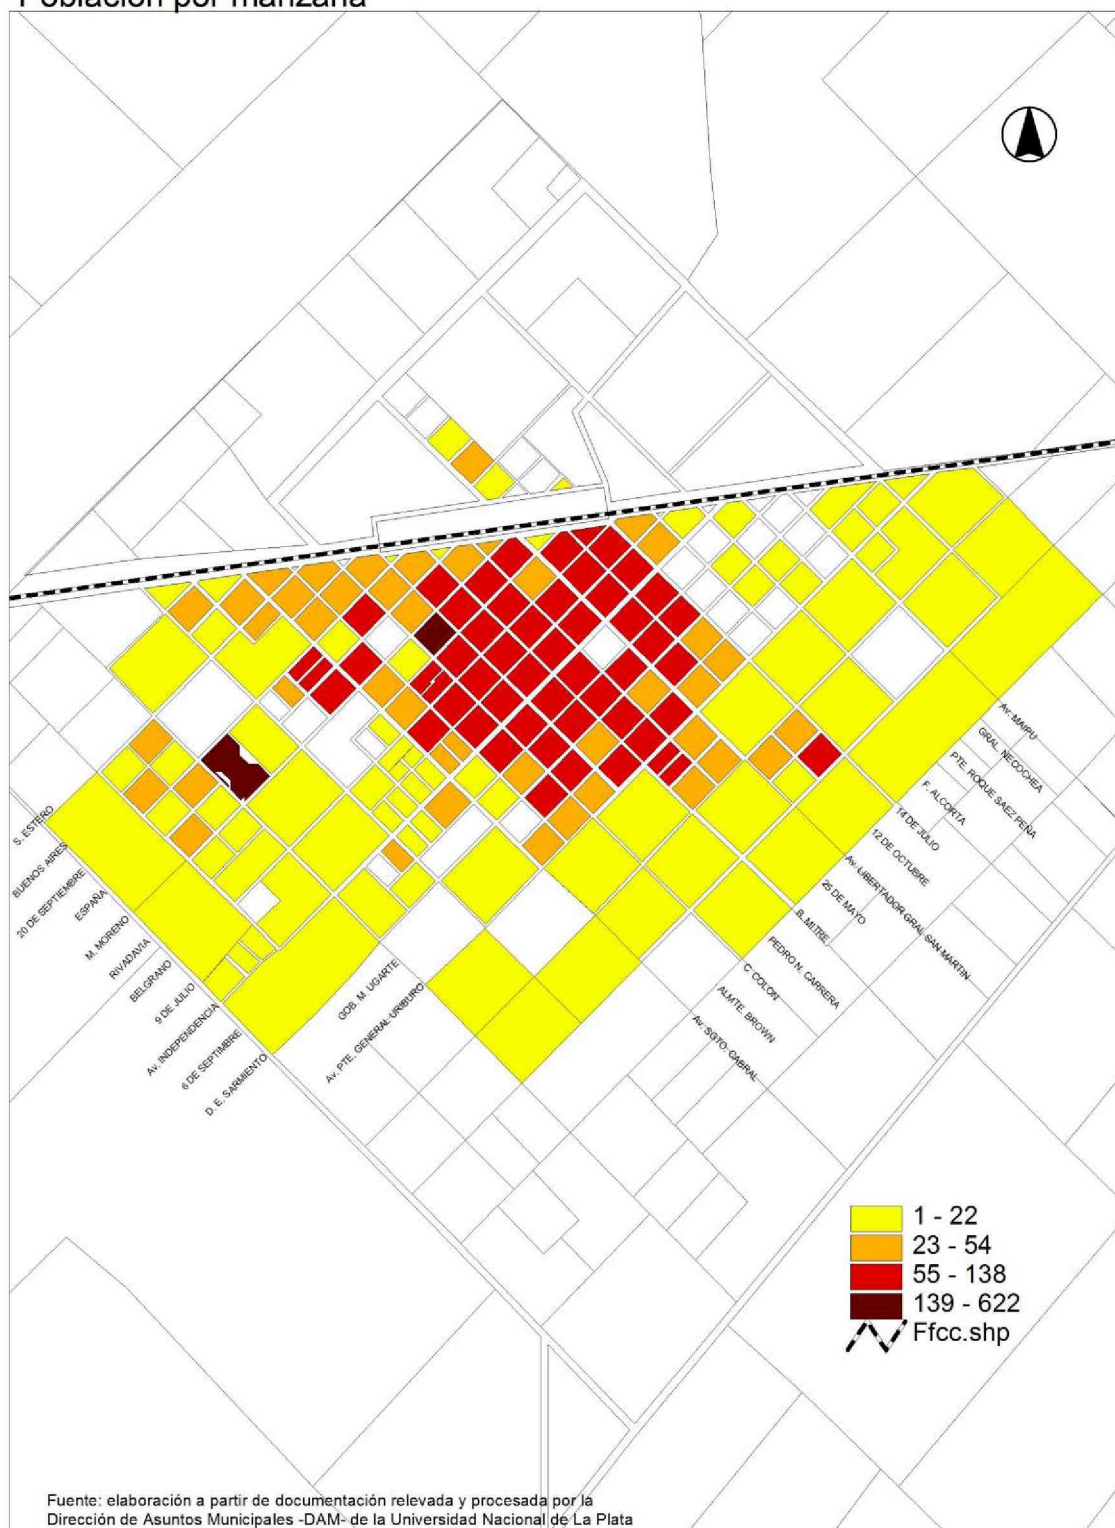 Población por manzana
S. ESTERO
BUENOS AIRES
20 DE SEPTIEMBRE
ESPAÑA
M. MORENO
RIVADAVIA
BELGRANO
9 DE JULIO
Av. INDEPENDENCIA
6 DE SEPTIEMBRE
D. E. SARMIENTO
GOB. M. UGARTE
Av. PTE. GENERAL URIBURO
Av. MAIPU
GRAL. NECOCHEA
PTE. ROQUE SAEZ PEÑA
F. ALCORTA
14 DE JULIO
12 DE OCTUBRE
Av. LIBERTADOR GRAL SAN MARTIN
25 DE MAYO
B. MITRE
PEDRO N. CARRERA
C. COLON
ALMTE. BROWN
Av. SGTO. CABRAL
1 - 22
23 - 54
55 - 138
139 - 622
Ffcc.shp
Fuente: elaboración a partir de documentación relevada y procesada por la
Dirección de Asuntos Municipales -DAM- de la Universidad Nacional de La Plata